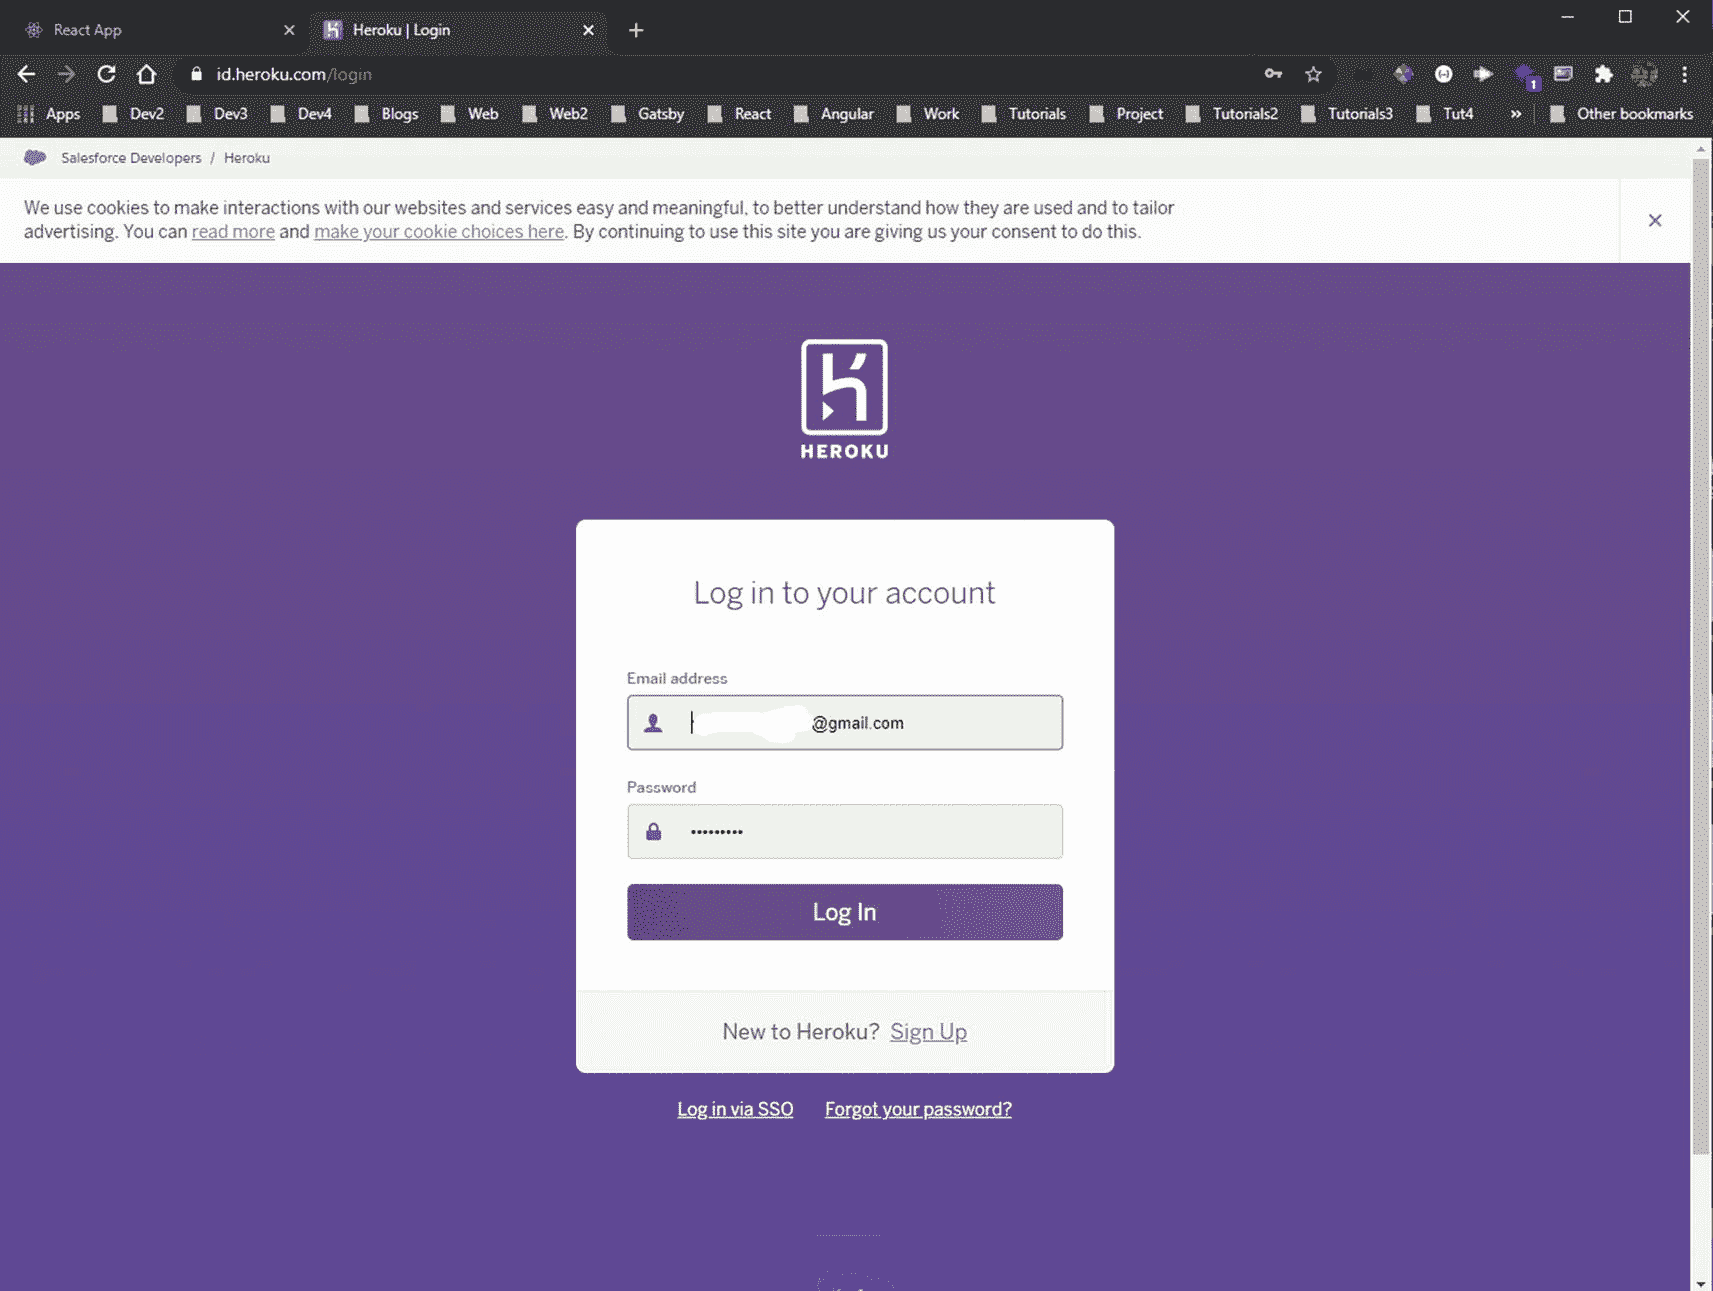 React App
Heroku | Login
id.heroku.com/login
1
Apps Dev2 Dev3 Dev4 Blogs Web Web2 Gatsby React Angular Work Tutorials Project Tutorials2 Tutorials3 Tut4 » Other bookmarks
Salesforce Developers / Heroku
We use cookies to make interactions with our websites and services easy and meaningful, to better understand how they are used and to tailor
advertising. You can read more and make your cookie choices here. By continuing to use this site you are giving us your consent to do this.
HEROKU
Log in to your account
Email address
@gmail.com
Password
•••••••••
Log In
New to Heroku? Sign Up
Log in via SSO Forgot your password?